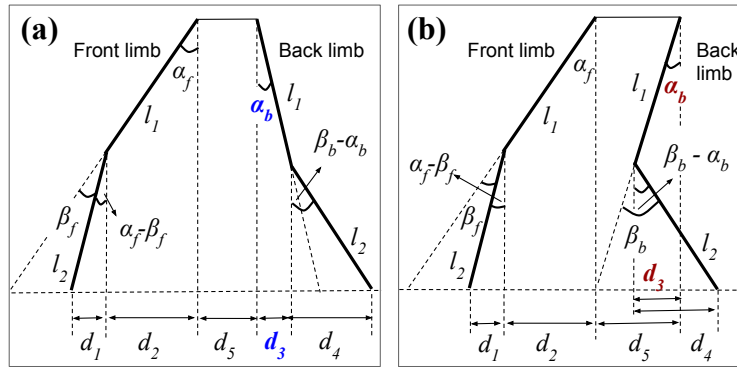 (a)
Front limb
Back limb
α_f
l_1
α_b
l_1
β_b-α_b
β_f
α_f-β_f
l_2
l_2
d_1
d_2
d_5
d_3
d_4
(b)
Front limb
Back
limb
α_f
l_1
l_1
α_b
α_f-β_f
β_b - α_b
β_f
β_b
l_2
l_2
d_3
d_1
d_2
d_5
d_4